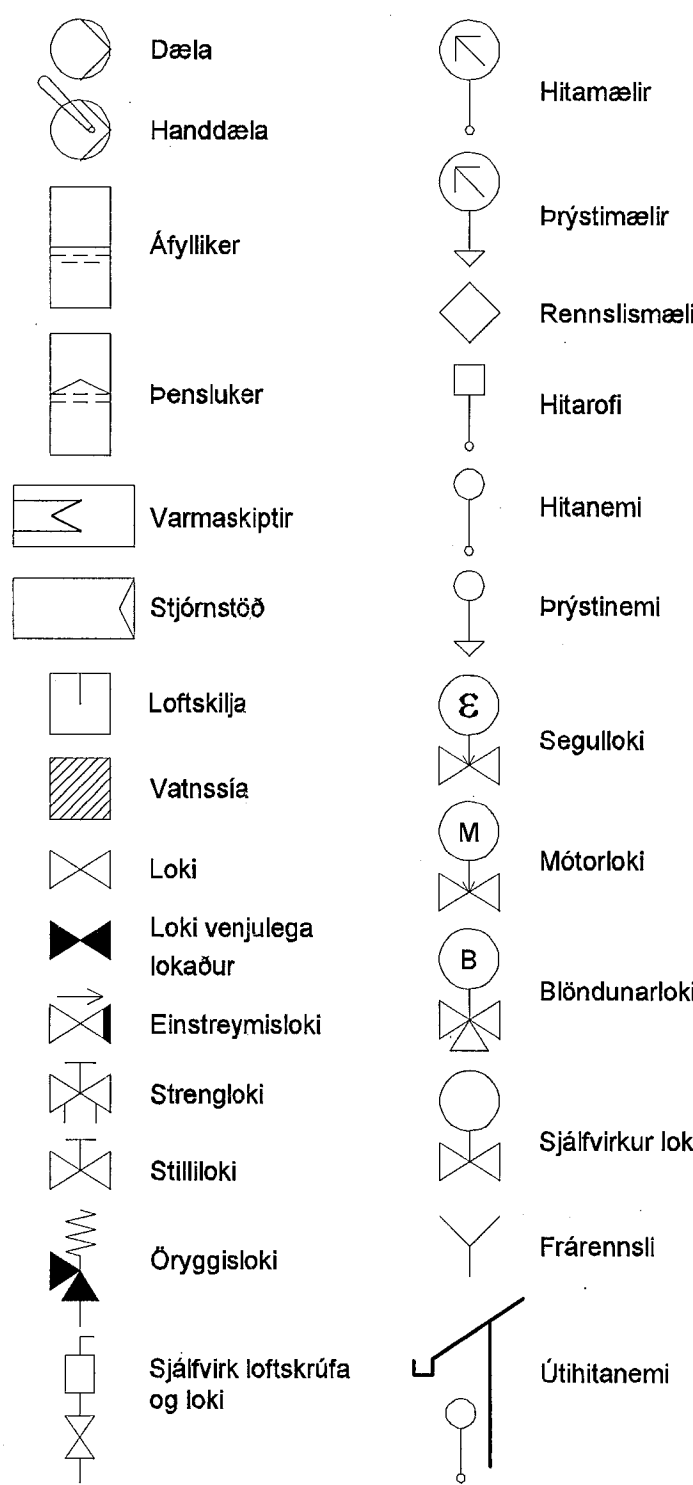 Dæla
Handdæla
Áfylliker
Þensluker
Varmaskiptir
Stjórnstöð
Loftskilja
Vatnssía
Loki
Loki venjulega
lokaður
Einstreymisloki
Strengloki
Stilliloki
Öryggisloki
Sjálfvirk loftskrúfa
og loki
Hitamælir
Þrýstimælir
Rennslismæli
Hitarofi
Hitanemi
Þrýstinemi
ε
Segulloki
M
Mótorloki
B
Blöndunarloki
Sjálfvirkur lok
Frárennsli
Útihitanemi